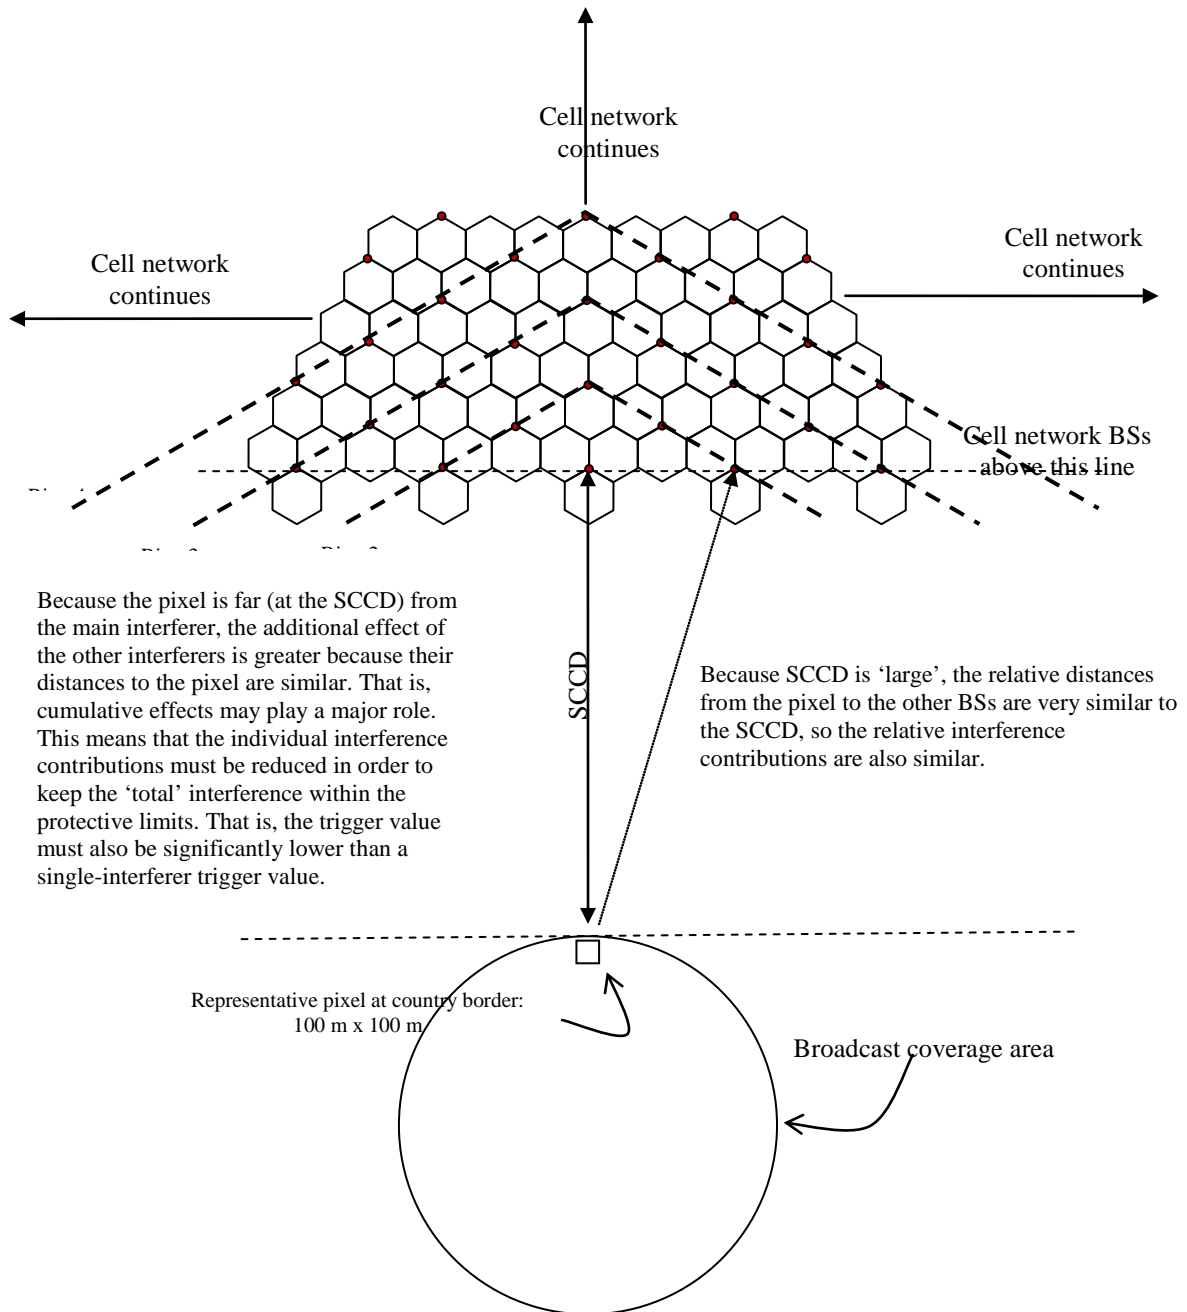 Cell network
continues
Cell network
continues
Cell network
continues
Cell network BSs
above this line
Because the pixel is far (at the SCCD) from
the main interferer, the additional effect of
the other interferers is greater because their
distances to the pixel are similar. That is,
cumulative effects may play a major role.
This means that the individual interference
contributions must be reduced in order to
keep the ‘total’ interference within the
protective limits. That is, the trigger value
must also be significantly lower than a
single-interferer trigger value.
SCCD
Because SCCD is ‘large’, the relative distances
from the pixel to the other BSs are very similar to
the SCCD, so the relative interference
contributions are also similar.
Representative pixel at country border:
100 m x 100 m
Broadcast coverage area